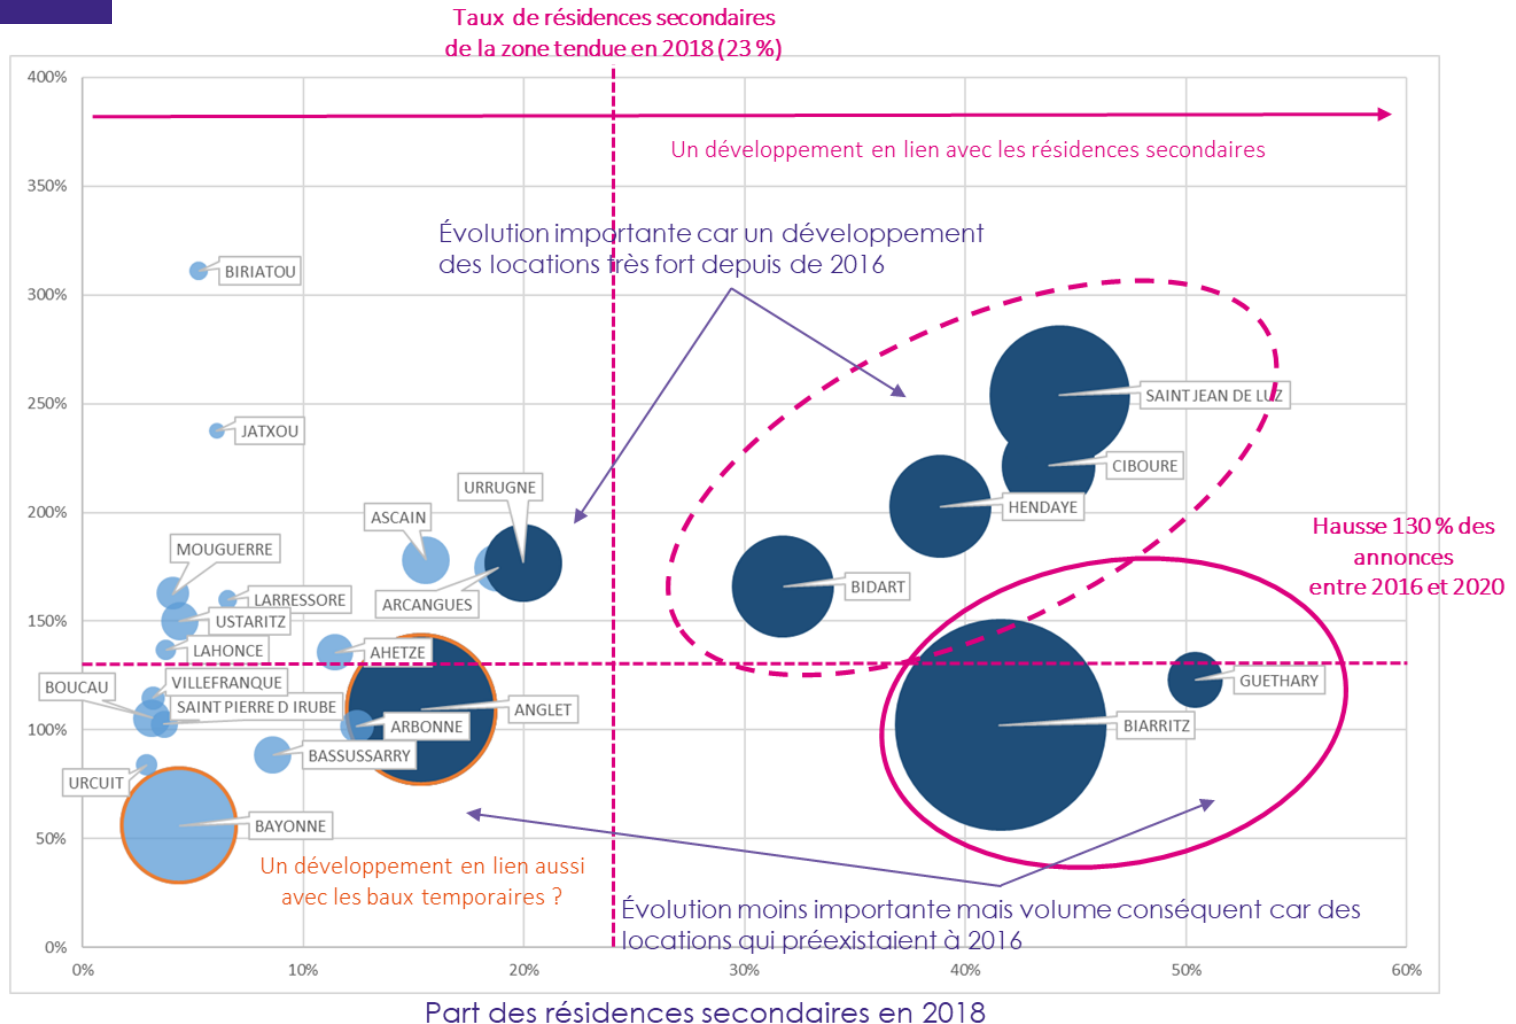 Taux de résidences secondaires
de la zone tendue en 2018 (23 %)
400%
Un développement en lien avec les résidences secondaires
350%
Évolution importante car un développement
des locations très fort depuis de 2016
BIRIATOU
300%
250%
SAINT JEAN DE LUZ
JATXOU
CIBOURE
URRUGNE
HENDAYE
200%
ASCAIN
Hausse 130 % des
annonces
entre 2016 et 2020
MOUGUERRE
BIDART
LARRESSORE
ARCANGUES
150%
USTARITZ
LAHONCE
AHETZE
VILLEFRANQUE
GUETHARY
BOUCAU
SAINT PIERRE D IRUBE
ANGLET
100%
ARBONNE
BIARRITZ
BASSUSSARRY
URCUIT
BAYONNE
50%
Un développement en lien aussi
avec les baux temporaires ?
Évolution moins importante mais volume conséquent car des
locations qui préexistaient à 2016
0%
0%
10%
20%
30%
40%
50%
60%
Part des résidences secondaires en 2018